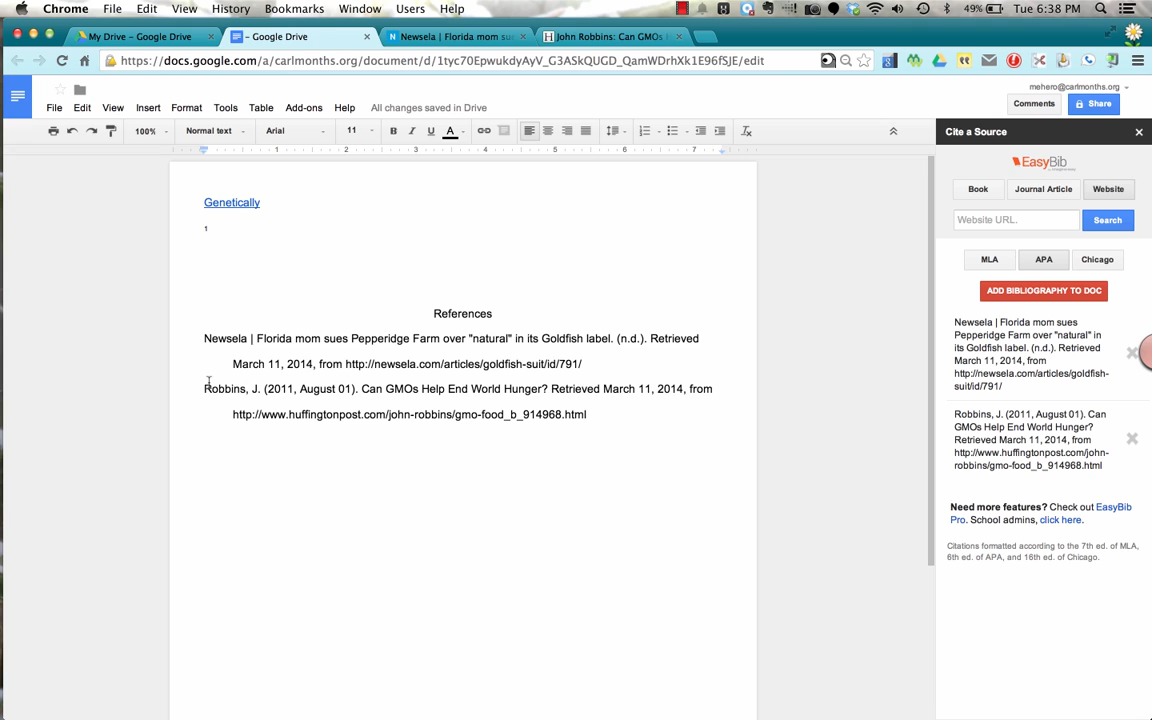 Chrome File Edit View History Bookmarks Window Users Help 49% Tue 6:38 PM
My Drive – Google Drive × – Google Drive × Newsela | Florida mom sue × John Robbins: Can GMOs ×
https://docs.google.com/a/carlmonths.org/document/d/1tyc70EpwukdyAyV_G3ASkQUGD_QamWDrhXk1E96fSJE/edit
mehero@carlmonths.org
File Edit View Insert Format Tools Table Add-ons Help All changes saved in Drive
Comments Share
100% Normal text Arial 11 B I U A
Cite a Source ×
1 2 3 4 5 6 7
EasyBib
Book Journal Article Website
Website URL. Search
MLA APA Chicago
ADD BIBLIOGRAPHY TO DOC
Newsela | Florida mom sues
Pepperidge Farm over "natural" in
its Goldfish label. (n.d.). Retrieved
March 11, 2014, from
http://newsela.com/articles/goldfish-
suit/id/791/
Robbins, J. (2011, August 01). Can
GMOs Help End World Hunger?
Retrieved March 11, 2014, from
http://www.huffingtonpost.com/john-
robbins/gmo-food_b_914968.html
Need more features? Check out EasyBib
Pro. School admins, click here.
Citations formatted according to the 7th ed. of MLA,
6th ed. of APA, and 16th ed. of Chicago.
Genetically
1
References
Newsela | Florida mom sues Pepperidge Farm over "natural" in its Goldfish label. (n.d.). Retrieved
March 11, 2014, from http://newsela.com/articles/goldfish-suit/id/791/
Robbins, J. (2011, August 01). Can GMOs Help End World Hunger? Retrieved March 11, 2014, from
http://www.huffingtonpost.com/john-robbins/gmo-food_b_914968.html